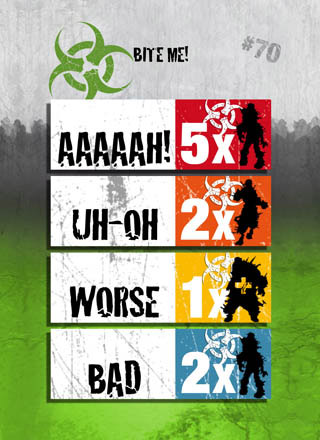 BITE ME!
#70
AAAAAH! 5X
UH-OH 2X
WORSE 1X
BAD 2X